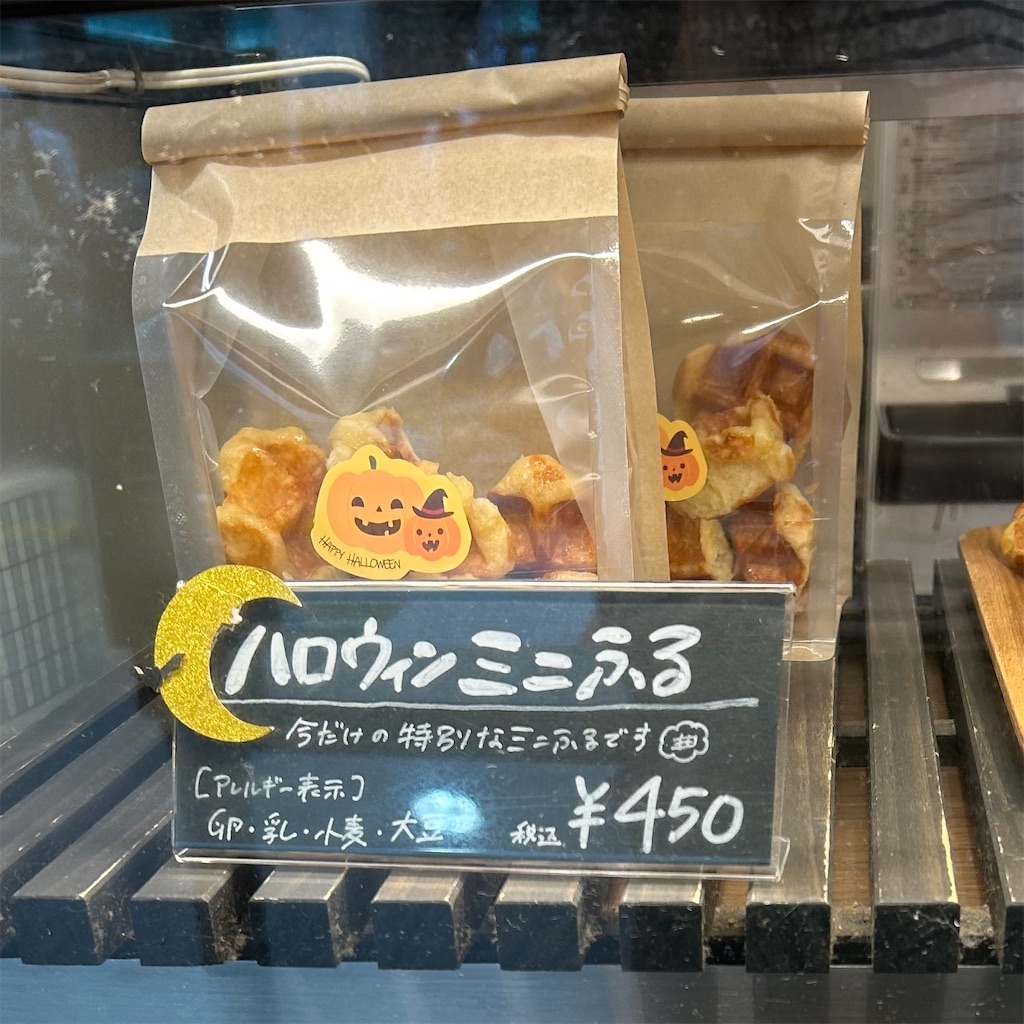 HAPPY HALLOWEEN
ハロウィンミニふる
今だけの特別なミニふるです
[アレルギー表示]
卵・乳・小麦・大豆
税込 ¥450